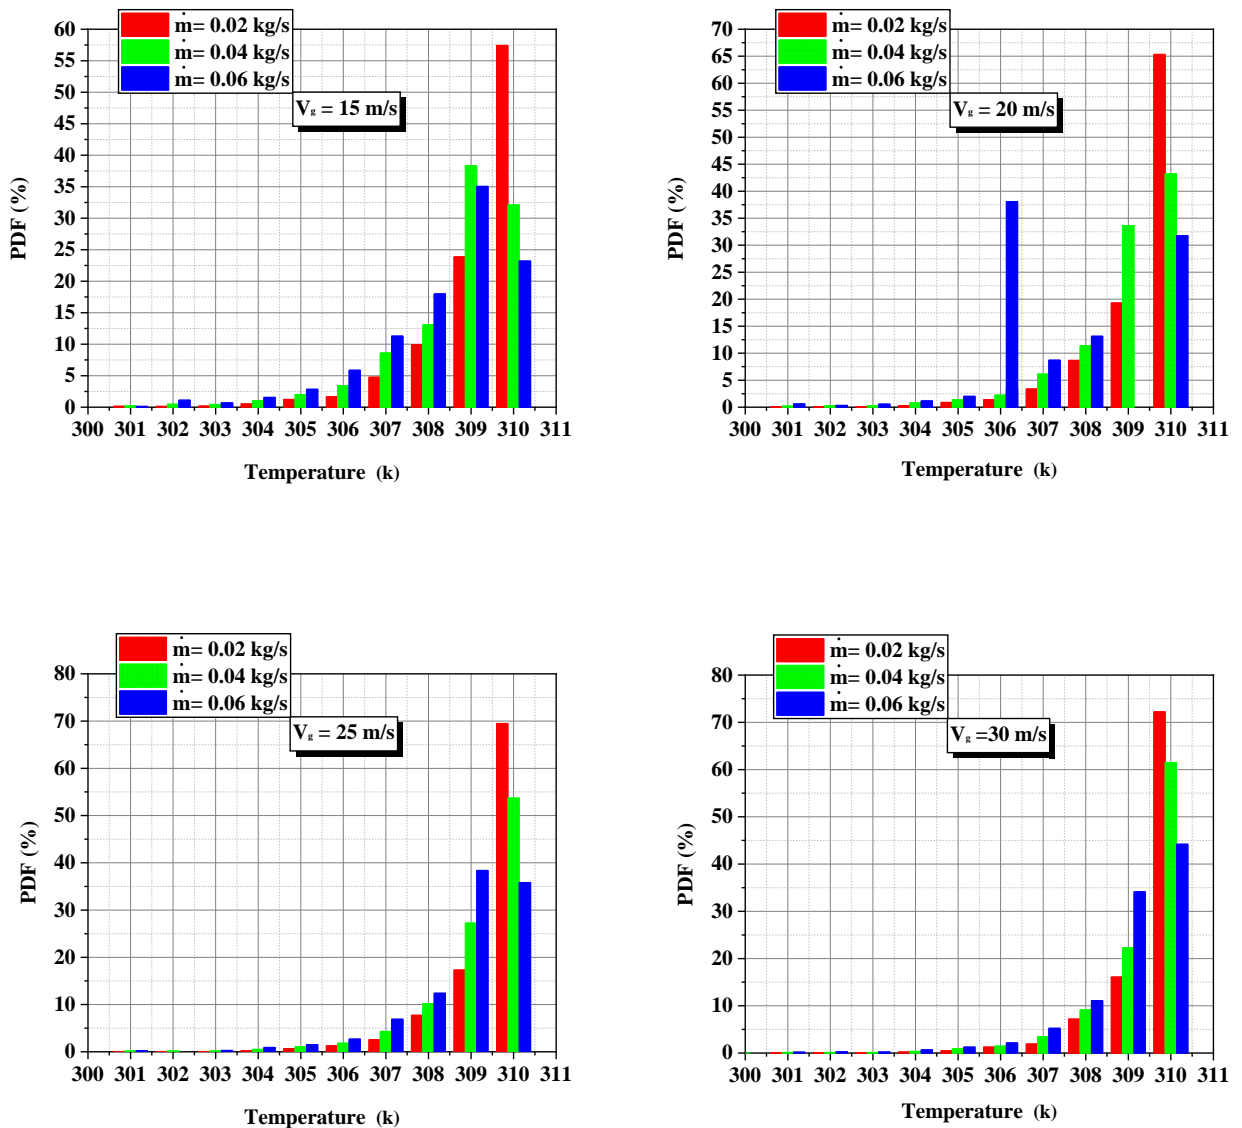 ṁ= 0.02 kg/s
ṁ= 0.04 kg/s
ṁ= 0.06 kg/s
V_g = 15 m/s
60
55
50
45
40
35
30
25
20
15
10
5
0
PDF (%)
300 301 302 303 304 305 306 307 308 309 310 311
Temperature (k)
ṁ= 0.02 kg/s
ṁ= 0.04 kg/s
ṁ= 0.06 kg/s
V_g = 20 m/s
70
65
60
55
50
45
40
35
30
25
20
15
10
5
0
PDF (%)
300 301 302 303 304 305 306 307 308 309 310 311
Temperature (k)
ṁ= 0.02 kg/s
ṁ= 0.04 kg/s
ṁ= 0.06 kg/s
V_g = 25 m/s
80
70
60
50
40
30
20
10
0
PDF (%)
300 301 302 303 304 305 306 307 308 309 310 311
Temperature (k)
ṁ= 0.02 kg/s
ṁ= 0.04 kg/s
ṁ= 0.06 kg/s
V_g =30 m/s
80
70
60
50
40
30
20
10
0
PDF (%)
300 301 302 303 304 305 306 307 308 309 310 311
Temperature (k)